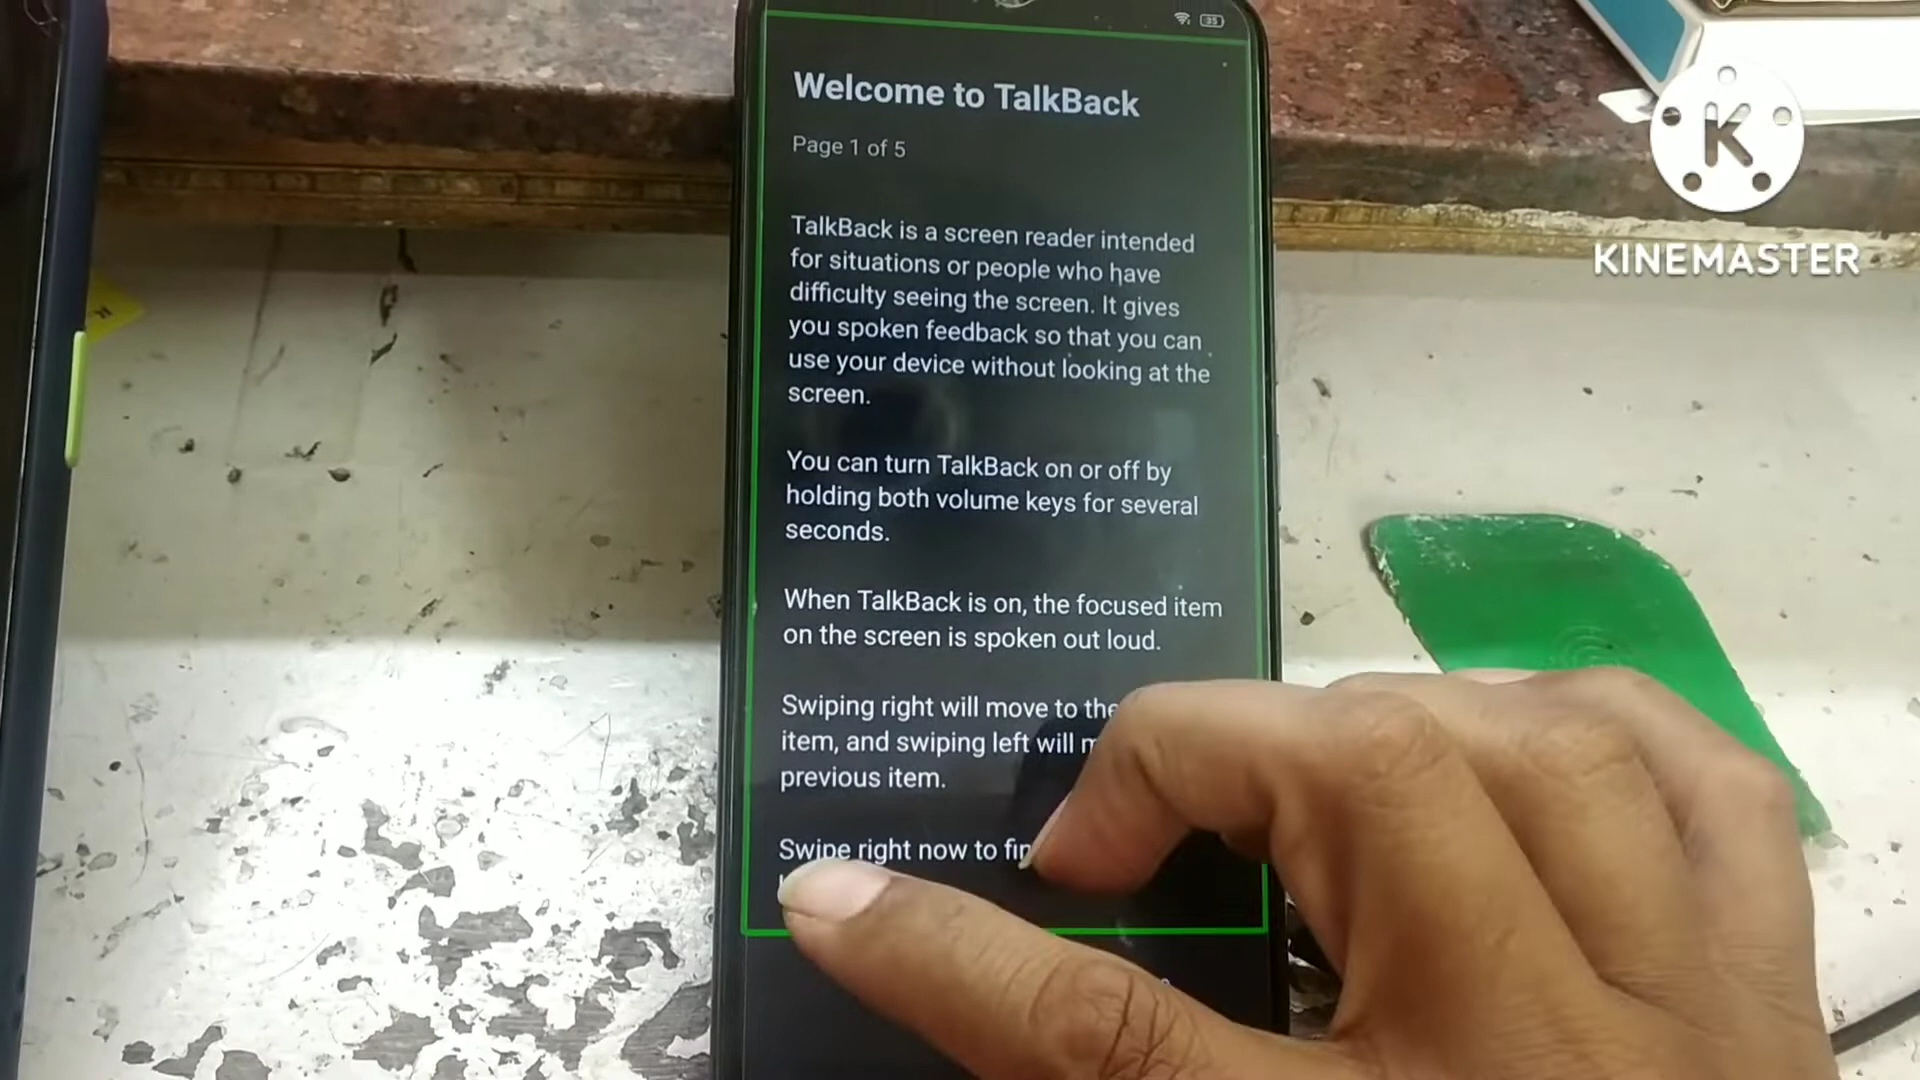 35
Welcome to TalkBack
Page 1 of 5
TalkBack is a screen reader intended
for situations or people who have
difficulty seeing the screen. It gives
you spoken feedback so that you can
use your device without looking at the
screen.
You can turn TalkBack on or off by
holding both volume keys for several
seconds.
When TalkBack is on, the focused item
on the screen is spoken out loud.
Swiping right will move to the
item, and swiping left will
previous item.
Swipe right now to
K
KINEMASTER